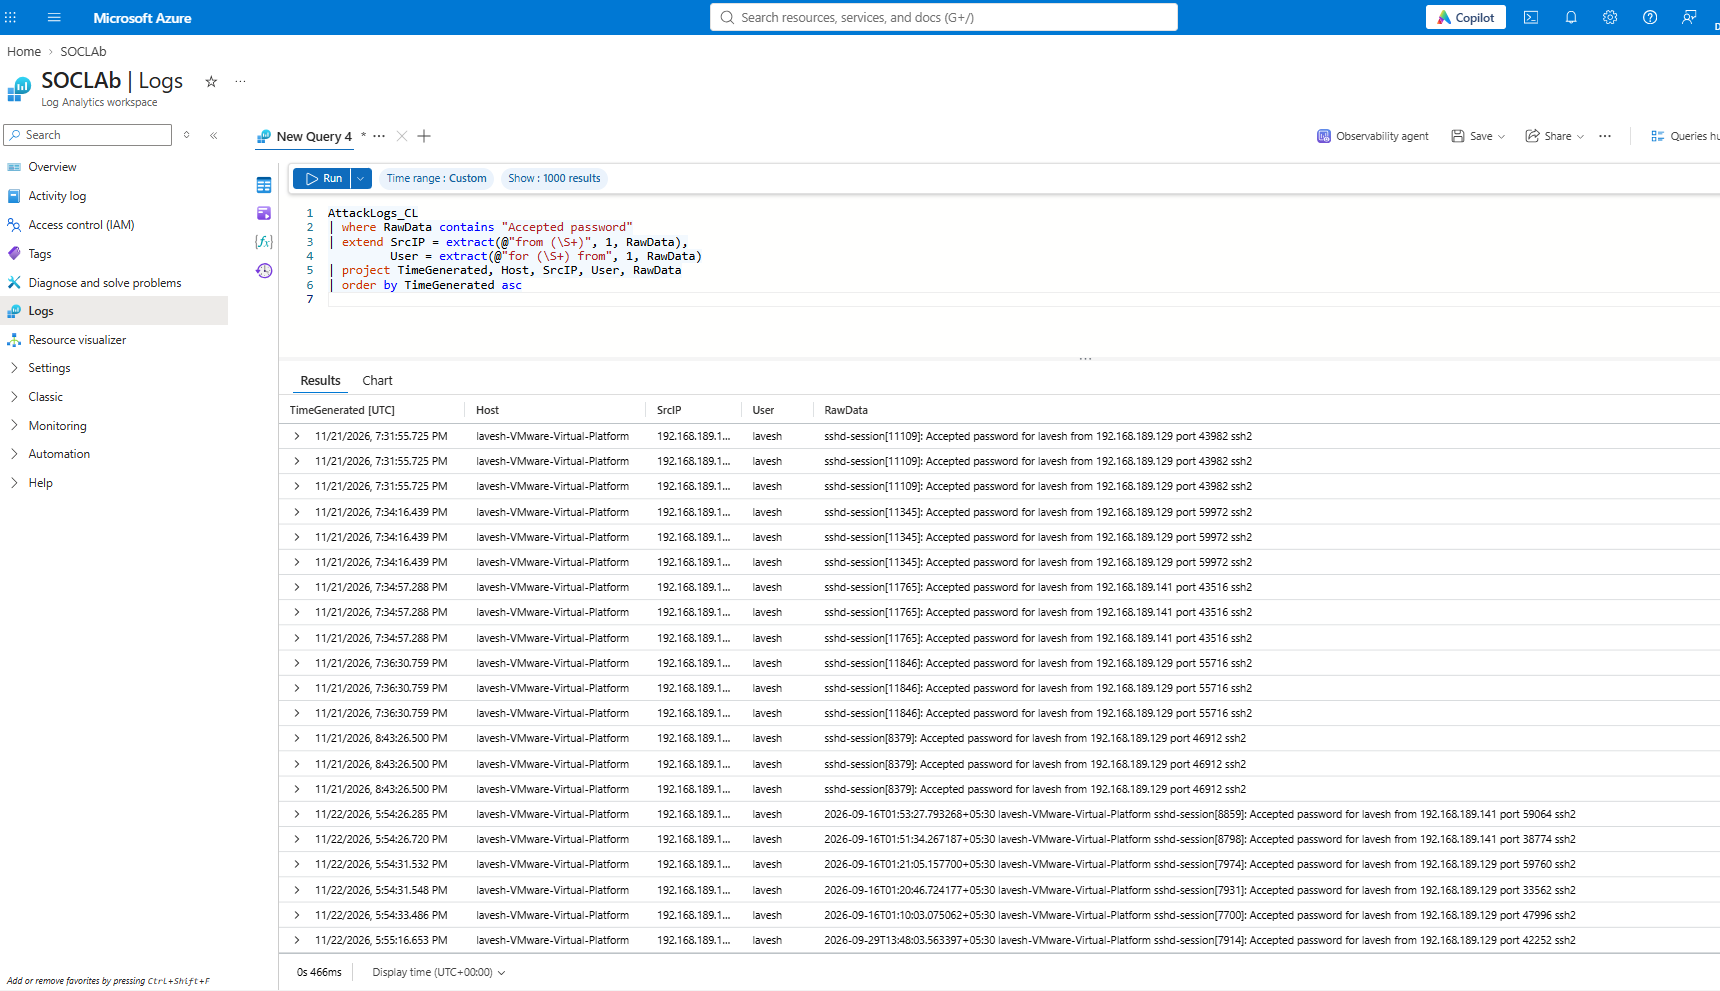 Microsoft Azure
Search resources, services, and docs (G+/)
Copilot
Home > SOCLAb
SOCLAb | Logs
Log Analytics workspace
Search
Overview
Activity log
Access control (IAM)
Tags
Diagnose and solve problems
Logs
Resource visualizer
Settings
Classic
Monitoring
Automation
Help
Add or remove favorites by pressing Ctrl+Shift+F
New Query 4 *
Observability agent
Save
Share
Queries hu
Run
Time range : Custom
Show : 1000 results
1 AttackLogs_CL
2 | where RawData contains "Accepted password"
3 | extend SrcIP = extract(@"from (\S+)", 1, RawData),
4 User = extract(@"for (\S+) from", 1, RawData)
5 | project TimeGenerated, Host, SrcIP, User, RawData
6 | order by TimeGenerated asc
7
Results Chart
TimeGenerated [UTC] Host SrcIP User RawData
11/21/2026, 7:31:55.725 PM lavesh-VMware-Virtual-Platform 192.168.189.1... lavesh sshd-session[11109]: Accepted password for lavesh from 192.168.189.129 port 43982 ssh2
11/21/2026, 7:31:55.725 PM lavesh-VMware-Virtual-Platform 192.168.189.1... lavesh sshd-session[11109]: Accepted password for lavesh from 192.168.189.129 port 43982 ssh2
11/21/2026, 7:31:55.725 PM lavesh-VMware-Virtual-Platform 192.168.189.1... lavesh sshd-session[11109]: Accepted password for lavesh from 192.168.189.129 port 43982 ssh2
11/21/2026, 7:34:16.439 PM lavesh-VMware-Virtual-Platform 192.168.189.1... lavesh sshd-session[11345]: Accepted password for lavesh from 192.168.189.129 port 59972 ssh2
11/21/2026, 7:34:16.439 PM lavesh-VMware-Virtual-Platform 192.168.189.1... lavesh sshd-session[11345]: Accepted password for lavesh from 192.168.189.129 port 59972 ssh2
11/21/2026, 7:34:16.439 PM lavesh-VMware-Virtual-Platform 192.168.189.1... lavesh sshd-session[11345]: Accepted password for lavesh from 192.168.189.129 port 59972 ssh2
11/21/2026, 7:34:57.288 PM lavesh-VMware-Virtual-Platform 192.168.189.1... lavesh sshd-session[11765]: Accepted password for lavesh from 192.168.189.141 port 43516 ssh2
11/21/2026, 7:34:57.288 PM lavesh-VMware-Virtual-Platform 192.168.189.1... lavesh sshd-session[11765]: Accepted password for lavesh from 192.168.189.141 port 43516 ssh2
11/21/2026, 7:34:57.288 PM lavesh-VMware-Virtual-Platform 192.168.189.1... lavesh sshd-session[11765]: Accepted password for lavesh from 192.168.189.141 port 43516 ssh2
11/21/2026, 7:36:30.759 PM lavesh-VMware-Virtual-Platform 192.168.189.1... lavesh sshd-session[11846]: Accepted password for lavesh from 192.168.189.129 port 55716 ssh2
11/21/2026, 7:36:30.759 PM lavesh-VMware-Virtual-Platform 192.168.189.1... lavesh sshd-session[11846]: Accepted password for lavesh from 192.168.189.129 port 55716 ssh2
11/21/2026, 7:36:30.759 PM lavesh-VMware-Virtual-Platform 192.168.189.1... lavesh sshd-session[11846]: Accepted password for lavesh from 192.168.189.129 port 55716 ssh2
11/21/2026, 8:43:26.500 PM lavesh-VMware-Virtual-Platform 192.168.189.1... lavesh sshd-session[8379]: Accepted password for lavesh from 192.168.189.129 port 46912 ssh2
11/21/2026, 8:43:26.500 PM lavesh-VMware-Virtual-Platform 192.168.189.1... lavesh sshd-session[8379]: Accepted password for lavesh from 192.168.189.129 port 46912 ssh2
11/21/2026, 8:43:26.500 PM lavesh-VMware-Virtual-Platform 192.168.189.1... lavesh sshd-session[8379]: Accepted password for lavesh from 192.168.189.129 port 46912 ssh2
11/22/2026, 5:54:26.285 PM lavesh-VMware-Virtual-Platform 192.168.189.1... lavesh 2026-09-16T01:53:27.793268+05:30 lavesh-VMware-Virtual-Platform sshd-session[8859]: Accepted password for lavesh from 192.168.189.141 port 59064 ssh2
11/22/2026, 5:54:26.720 PM lavesh-VMware-Virtual-Platform 192.168.189.1... lavesh 2026-09-16T01:51:34.267187+05:30 lavesh-VMware-Virtual-Platform sshd-session[8798]: Accepted password for lavesh from 192.168.189.141 port 38774 ssh2
11/22/2026, 5:54:31.532 PM lavesh-VMware-Virtual-Platform 192.168.189.1... lavesh 2026-09-16T01:21:05.157700+05:30 lavesh-VMware-Virtual-Platform sshd-session[7974]: Accepted password for lavesh from 192.168.189.129 port 59760 ssh2
11/22/2026, 5:54:31.548 PM lavesh-VMware-Virtual-Platform 192.168.189.1... lavesh 2026-09-16T01:20:46.724177+05:30 lavesh-VMware-Virtual-Platform sshd-session[7931]: Accepted password for lavesh from 192.168.189.129 port 33562 ssh2
11/22/2026, 5:54:33.486 PM lavesh-VMware-Virtual-Platform 192.168.189.1... lavesh 2026-09-16T01:10:03.075062+05:30 lavesh-VMware-Virtual-Platform sshd-session[7700]: Accepted password for lavesh from 192.168.189.129 port 47996 ssh2
11/22/2026, 5:55:16.653 PM lavesh-VMware-Virtual-Platform 192.168.189.1... lavesh 2026-09-29T13:48:03.563397+05:30 lavesh-VMware-Virtual-Platform sshd-session[7914]: Accepted password for lavesh from 192.168.189.129 port 42252 ssh2
0s 466ms Display time (UTC+00:00)